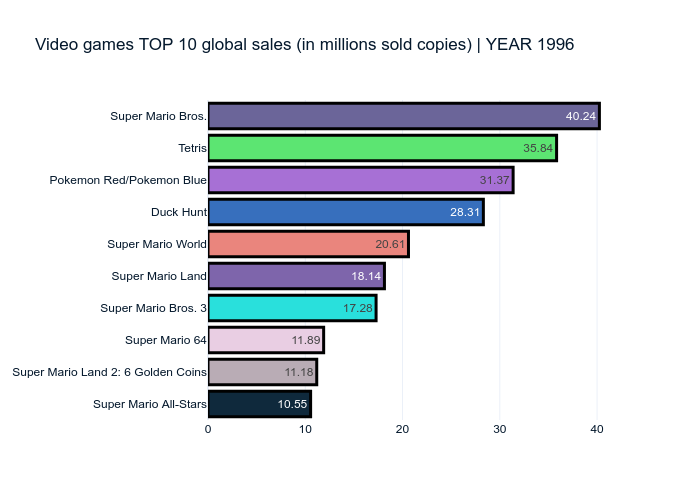 Video games TOP 10 global sales (in millions sold copies) | YEAR 1996
Super Mario Bros. 40.24
Tetris 35.84
Pokemon Red/Pokemon Blue 31.37
Duck Hunt 28.31
Super Mario World 20.61
Super Mario Land 18.14
Super Mario Bros. 3 17.28
Super Mario 64 11.89
Super Mario Land 2: 6 Golden Coins 11.18
Super Mario All-Stars 10.55
0 10 20 30 40